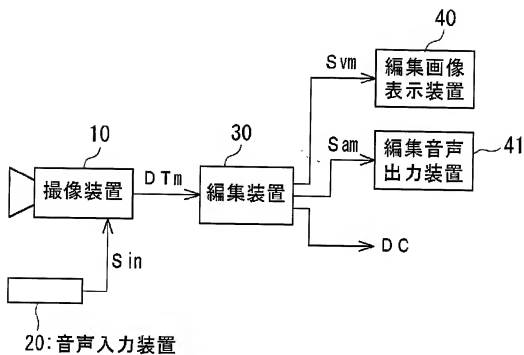 40
Svm
編集画像
表示装置
10
30
Sam
41
撮像装置
DTm
編集装置
編集音声
出力装置
Sin
DC
20:音声入力装置